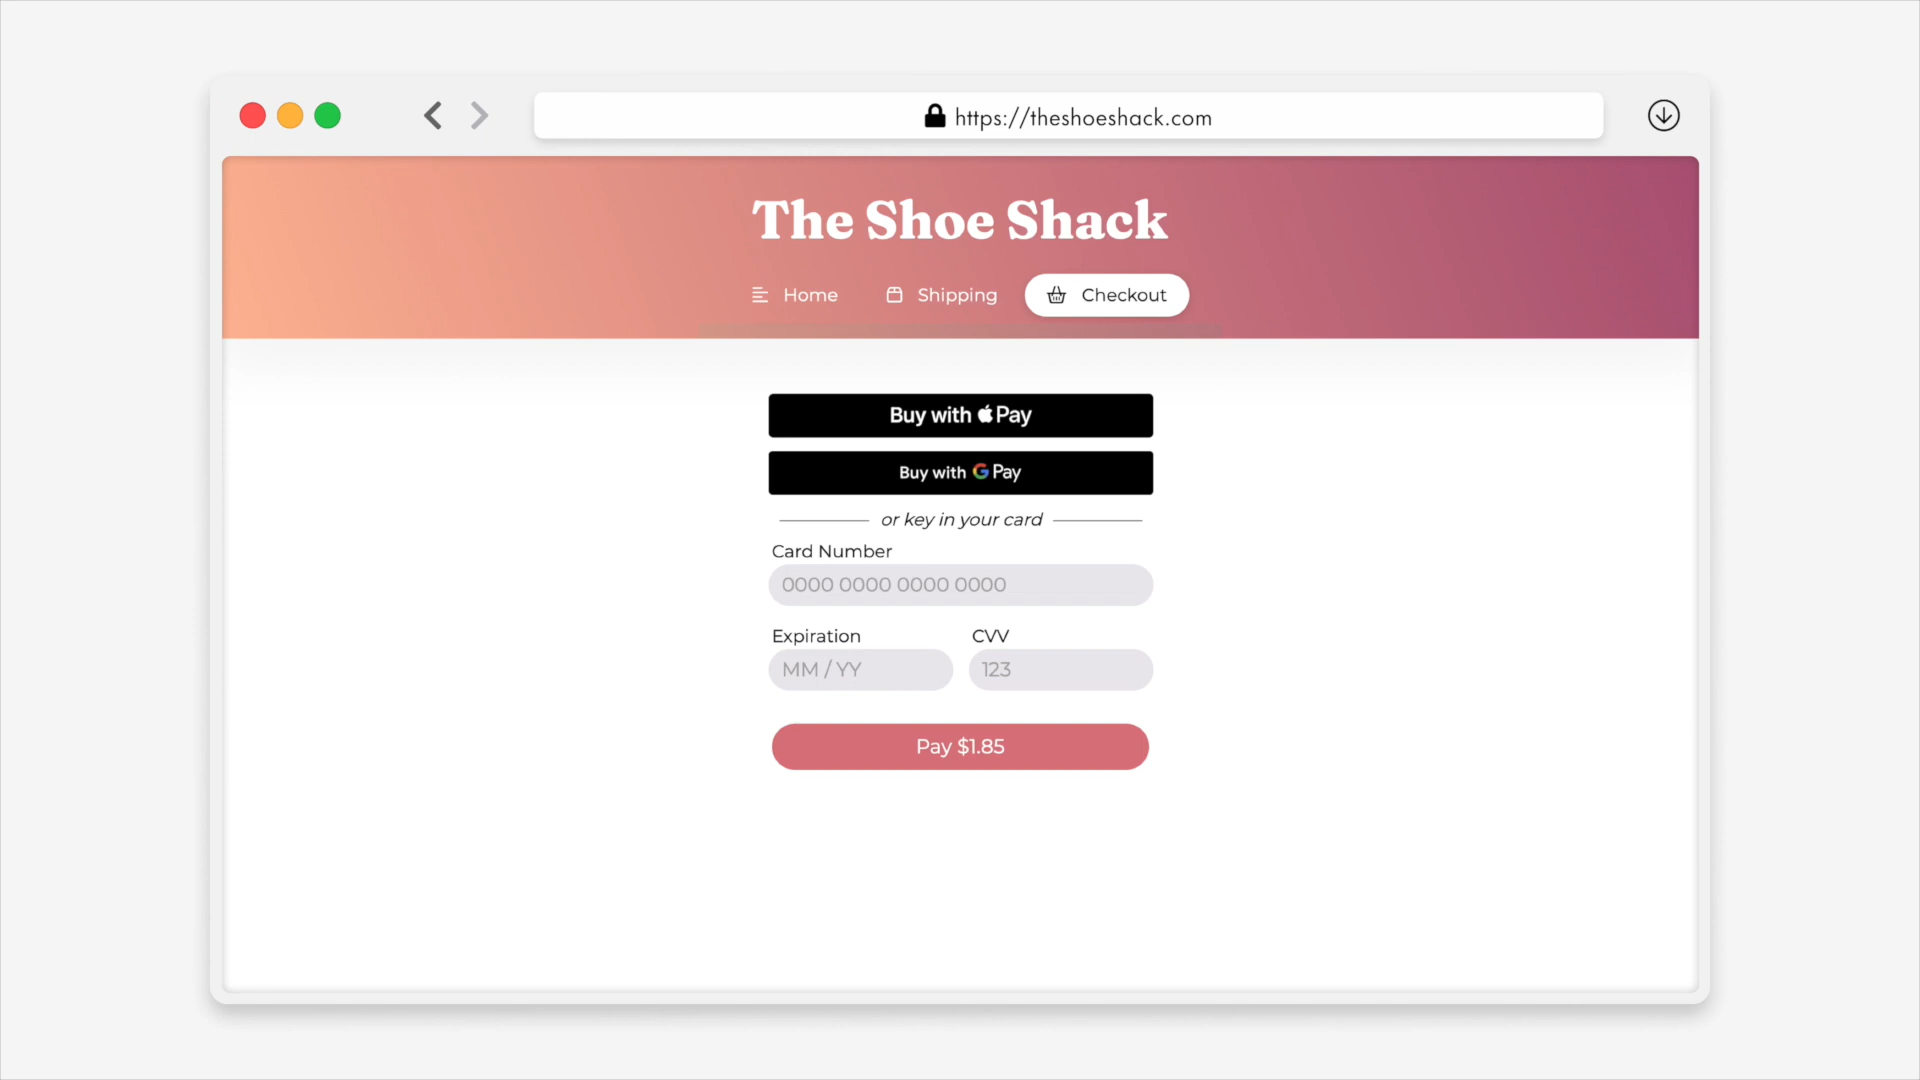 https://theshoeshack.com
The Shoe Shack
Home Shipping Checkout
Buy with Pay
Buy with G Pay
or key in your card
Card Number
0000 0000 0000 0000
Expiration CVV
MM / YY 123
Pay $1.85